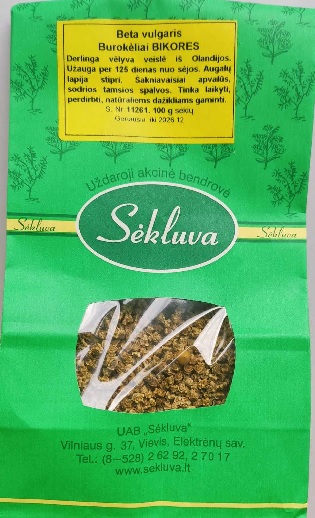 Beta vulgaris
Burokėliai BIKORES
Derlinga vėlyva veislė iš Olandijos.
Užauga per 125 dienas nuo sėjos. Augalų
lapija stipri. Šakniavaisiai apvalūs,
sodrios tamsios spalvos. Tinka laikyti,
perdirbti, natūraliems dažikliams gaminti.
S. Nr. 11261. 100 g sėklų
Geriausia iki 2026.12
Uždaroji akcinė bendrovė
Sėkluva
Sėkluva
Sėkluva
UAB „Sėkluva"
Vilniaus g. 37, Vievis, Elektrėnų sav.
Tel.: (8–528) 2 62 92, 2 70 17
www.sekluva.lt